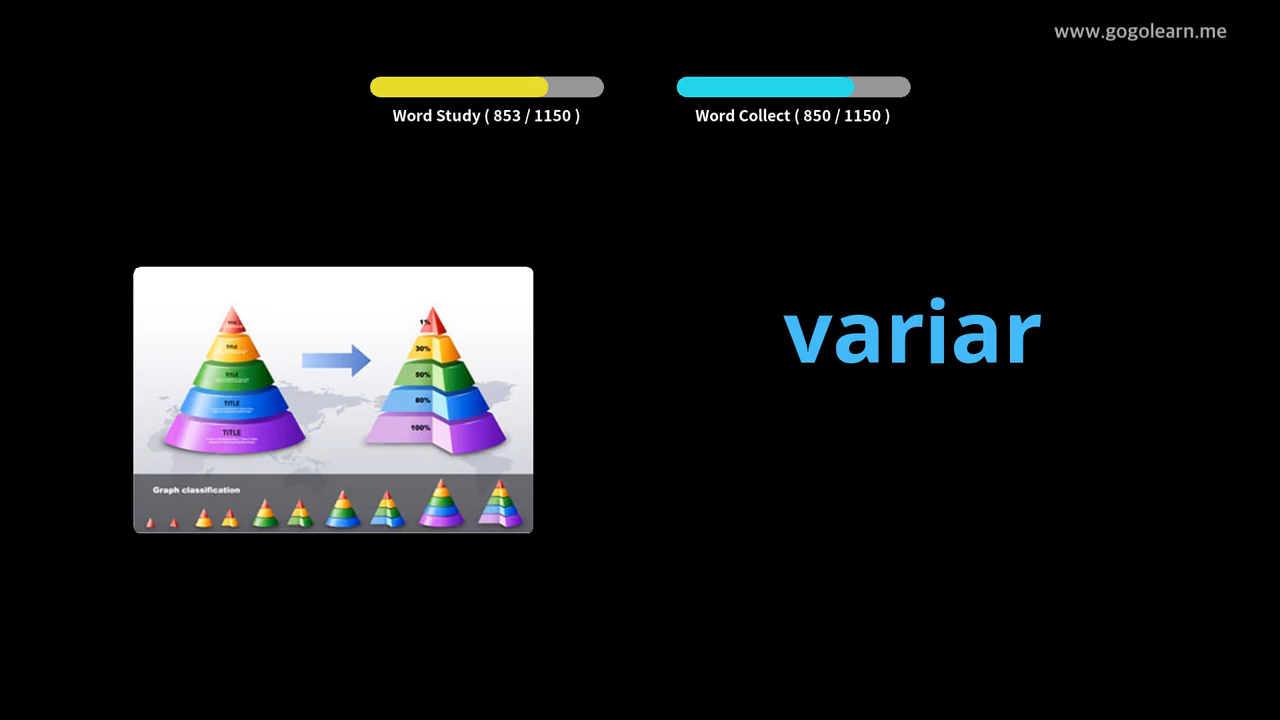 www.gogolearn.me
Word Study ( 853 / 1150 )
Word Collect ( 850 / 1150 )
variar
1%
TITLE
30%
TITLE
50%
TITLE
80%
TITLE
100%
Graph classification